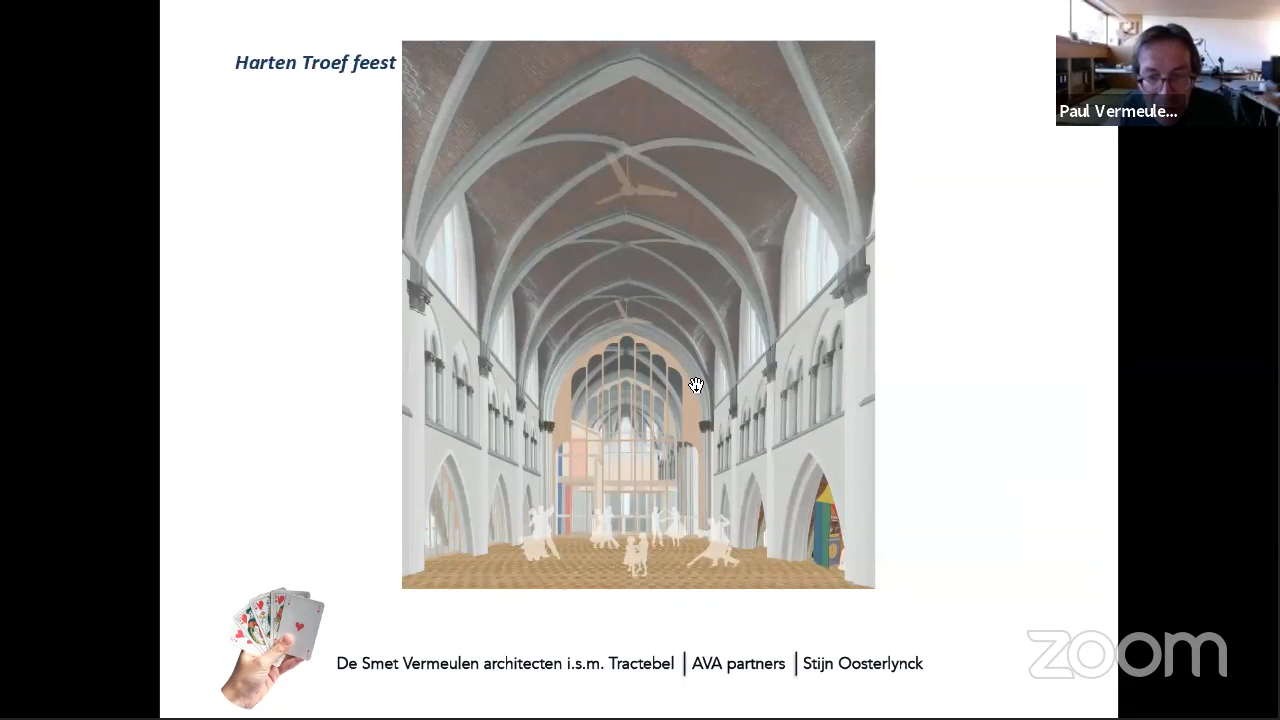 Harten Troef feest
Paul Vermeule...
De Smet Vermeulen architecten i.s.m. Tractebel | AVA partners | Stijn Oosterlynck
zoom